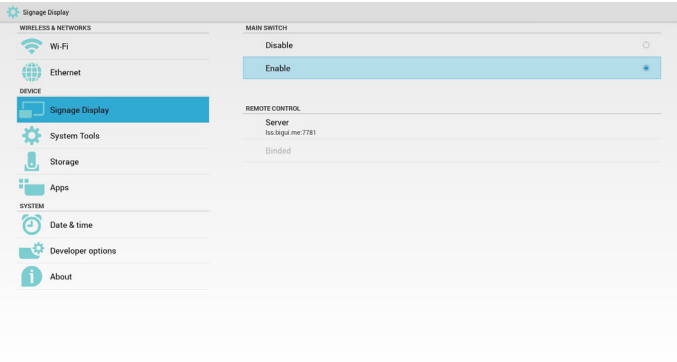 Signage Display
WIRELESS & NETWORKS
Wi-Fi
Ethernet
DEVICE
Signage Display
System Tools
Storage
Apps
SYSTEM
Date & time
Developer options
About
MAIN SWITCH
Disable
Enable
REMOTE CONTROL
Server
lss.bigui.me:7781
Binded